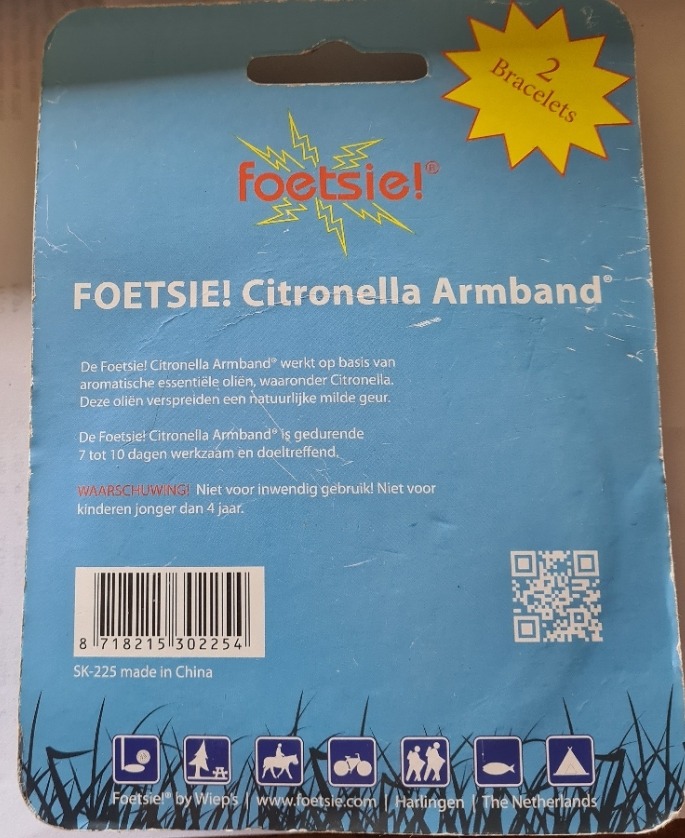 2
Bracelets
foetsie!®
FOETSIE! Citronella Armband®
De Foetsie! Citronella Armband® werkt op basis van
aromatische essentiële oliën, waaronder Citronella.
Deze oliën verspreiden een natuurlijke milde geur.
De Foetsie! Citronella Armband® is gedurende
7 tot 10 dagen werkzaam en doeltreffend.
WAARSCHUWING! Niet voor inwendig gebruik! Niet voor
kinderen jonger dan 4 jaar.
8 718215 302254
SK-225 made in China
Foetsie!® by Wiep's | www.foetsie.com | Harlingen | The Netherlands